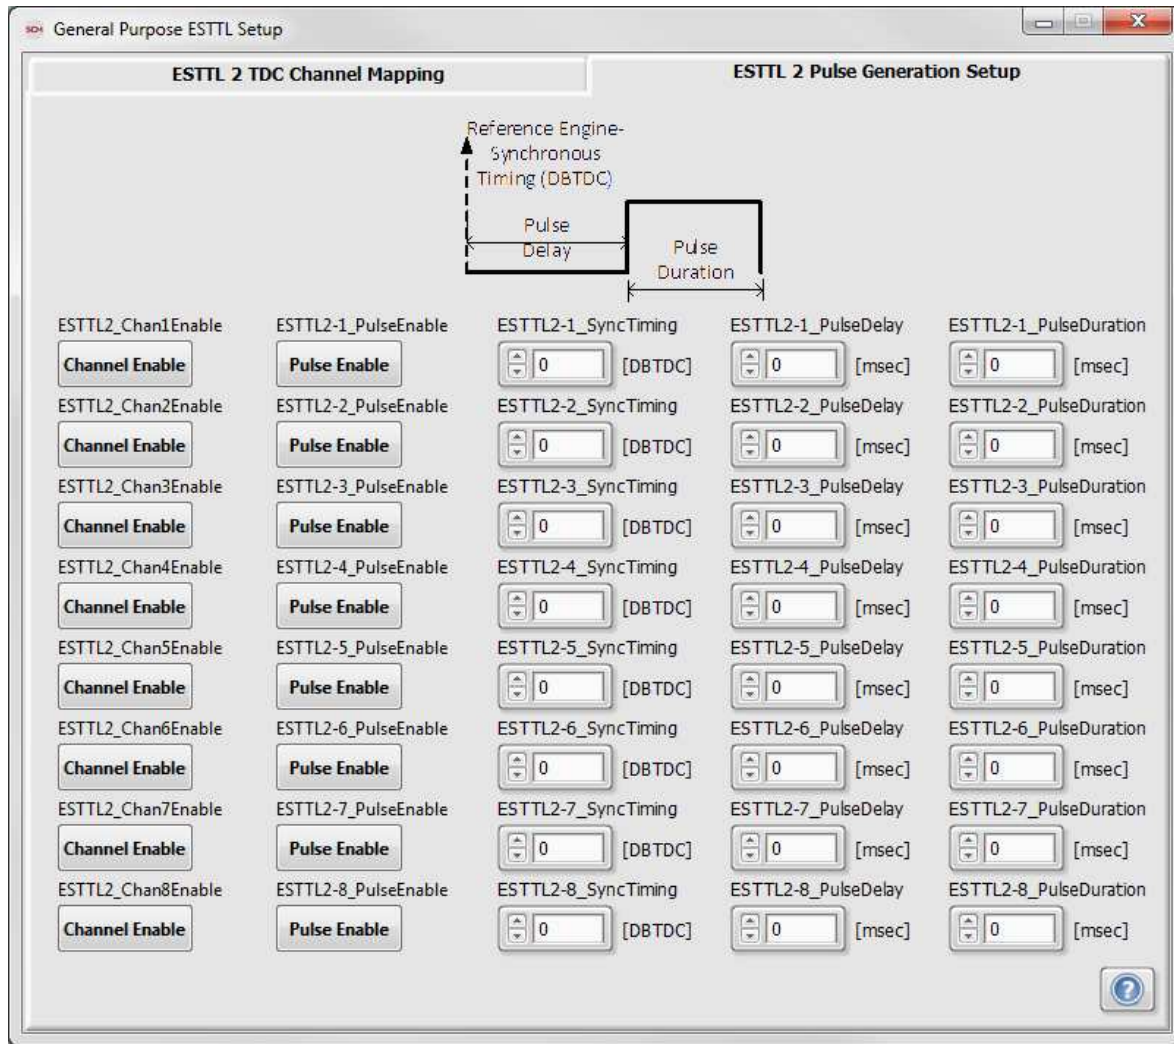 General Purpose ESTTL Setup
ESTTL 2 TDC Channel Mapping
ESTTL 2 Pulse Generation Setup
Reference Engine-
Synchronous
Timing (DBTDC)
Pulse
Delay
Pulse
Duration
ESTTL2_Chan1Enable ESTTL2-1_PulseEnable ESTTL2-1_SyncTiming ESTTL2-1_PulseDelay ESTTL2-1_PulseDuration
Channel Enable Pulse Enable 0 [DBTDC] 0 [msec] 0 [msec]
ESTTL2_Chan2Enable ESTTL2-2_PulseEnable ESTTL2-2_SyncTiming ESTTL2-2_PulseDelay ESTTL2-2_PulseDuration
Channel Enable Pulse Enable 0 [DBTDC] 0 [msec] 0 [msec]
ESTTL2_Chan3Enable ESTTL2-3_PulseEnable ESTTL2-3_SyncTiming ESTTL2-3_PulseDelay ESTTL2-3_PulseDuration
Channel Enable Pulse Enable 0 [DBTDC] 0 [msec] 0 [msec]
ESTTL2_Chan4Enable ESTTL2-4_PulseEnable ESTTL2-4_SyncTiming ESTTL2-4_PulseDelay ESTTL2-4_PulseDuration
Channel Enable Pulse Enable 0 [DBTDC] 0 [msec] 0 [msec]
ESTTL2_Chan5Enable ESTTL2-5_PulseEnable ESTTL2-5_SyncTiming ESTTL2-5_PulseDelay ESTTL2-5_PulseDuration
Channel Enable Pulse Enable 0 [DBTDC] 0 [msec] 0 [msec]
ESTTL2_Chan6Enable ESTTL2-6_PulseEnable ESTTL2-6_SyncTiming ESTTL2-6_PulseDelay ESTTL2-6_PulseDuration
Channel Enable Pulse Enable 0 [DBTDC] 0 [msec] 0 [msec]
ESTTL2_Chan7Enable ESTTL2-7_PulseEnable ESTTL2-7_SyncTiming ESTTL2-7_PulseDelay ESTTL2-7_PulseDuration
Channel Enable Pulse Enable 0 [DBTDC] 0 [msec] 0 [msec]
ESTTL2_Chan8Enable ESTTL2-8_PulseEnable ESTTL2-8_SyncTiming ESTTL2-8_PulseDelay ESTTL2-8_PulseDuration
Channel Enable Pulse Enable 0 [DBTDC] 0 [msec] 0 [msec]
?